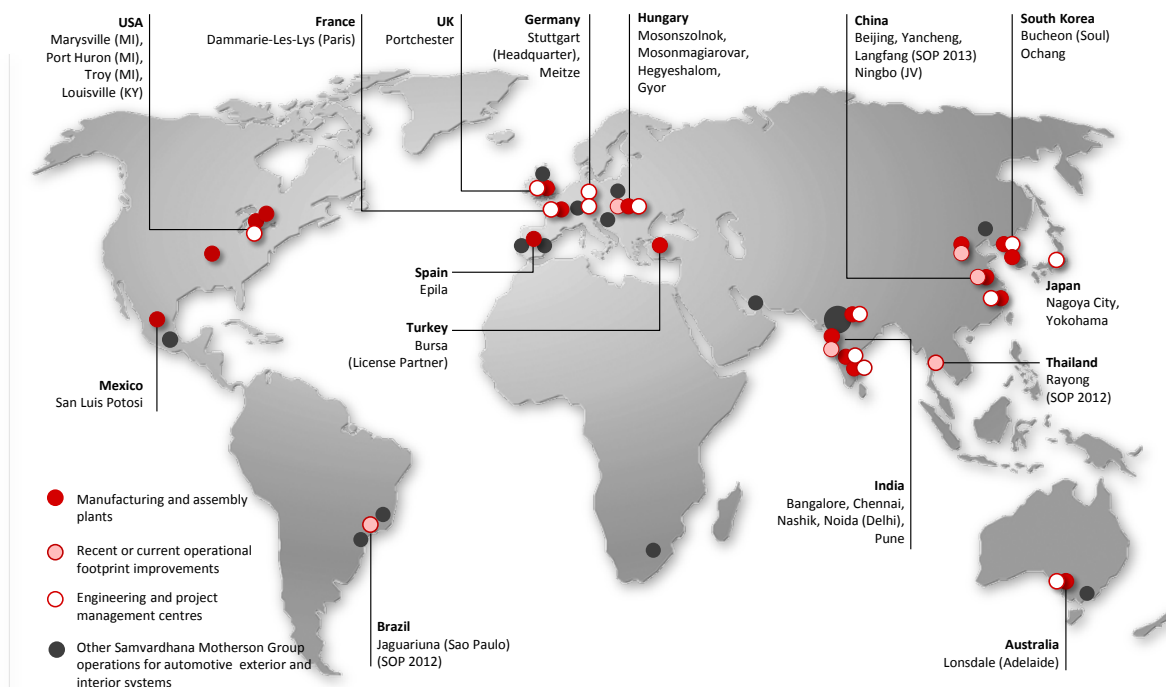 USA
Marysville (MI),
Port Huron (MI),
Troy (MI),
Louisville (KY)
France
Dammarie-Les-Lys (Paris)
UK
Portchester
Germany
Stuttgart
(Headquarter),
Meitze
Hungary
Mosonszolnok,
Mosonmagiarovar,
Hegyeshalom,
Gyor
China
Beijing, Yancheng,
Langfang (SOP 2013)
Ningbo (JV)
South Korea
Bucheon (Soul)
Ochang
Spain
Epila
Turkey
Bursa
(License Partner)
Japan
Nagoya City,
Yokohama
Thailand
Rayong
(SOP 2012)
Mexico
San Luis Potosi
India
Bangalore, Chennai,
Nashik, Noida (Delhi),
Pune
Manufacturing and assembly
plants
Recent or current operational
footprint improvements
Engineering and project
management centres
Other Samvardhana Motherson Group
operations for automotive exterior and
interior systems
Brazil
Jaguariuna (Sao Paulo)
(SOP 2012)
Australia
Lonsdale (Adelaide)